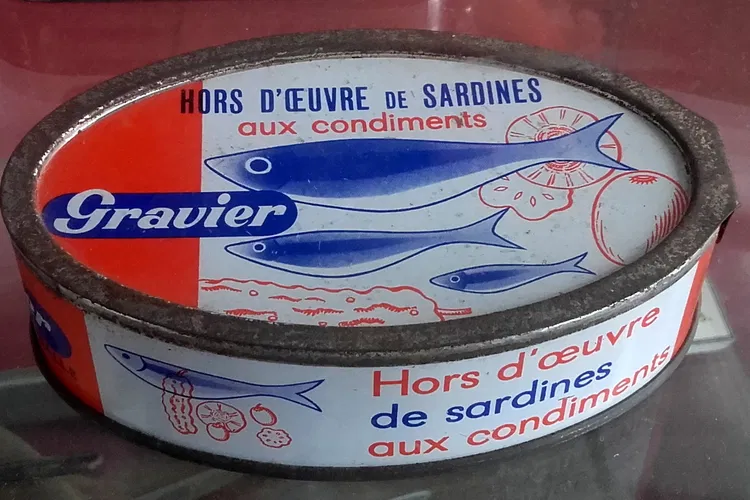 HORS D'ŒUVRE DE SARDINES
aux condiments
Gravier
Hors d'œuvre
de sardines
aux condiments